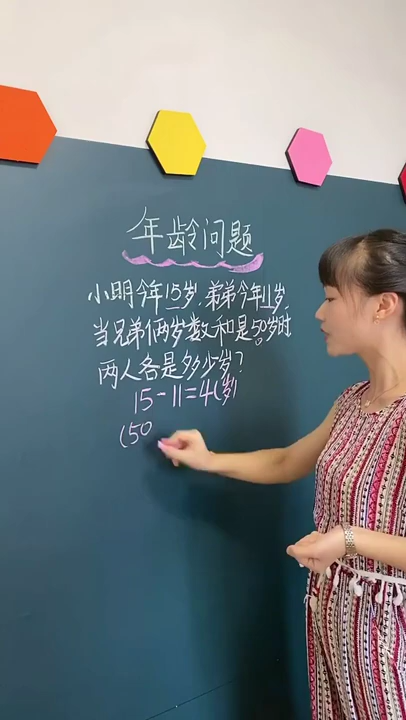 年龄问题
小明今年15岁,弟弟今年11岁,
当兄弟俩岁数和是50岁时,
两人各是多少岁?
15-11=4(岁)
(50